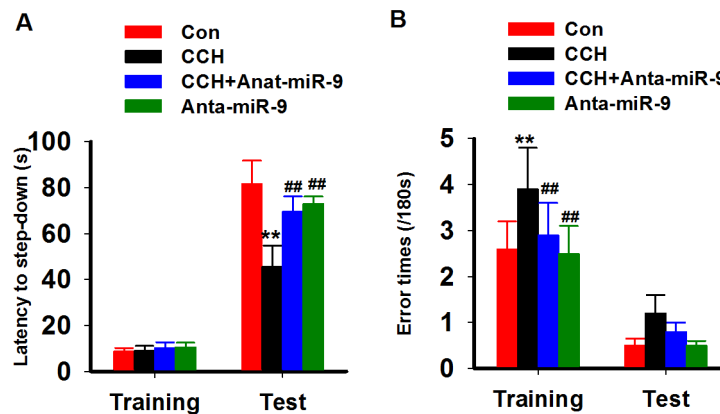 A
Con
CCH
CCH+Anat-miR-9
Anta-miR-9
Latency to step-down (s)
100
80
60
40
20
0
**
##
##
Training
Test
B
Con
CCH
CCH+Anta-miR-9
Anta-miR-9
Error times (/180s)
5
4
3
2
1
0
**
##
##
Training
Test